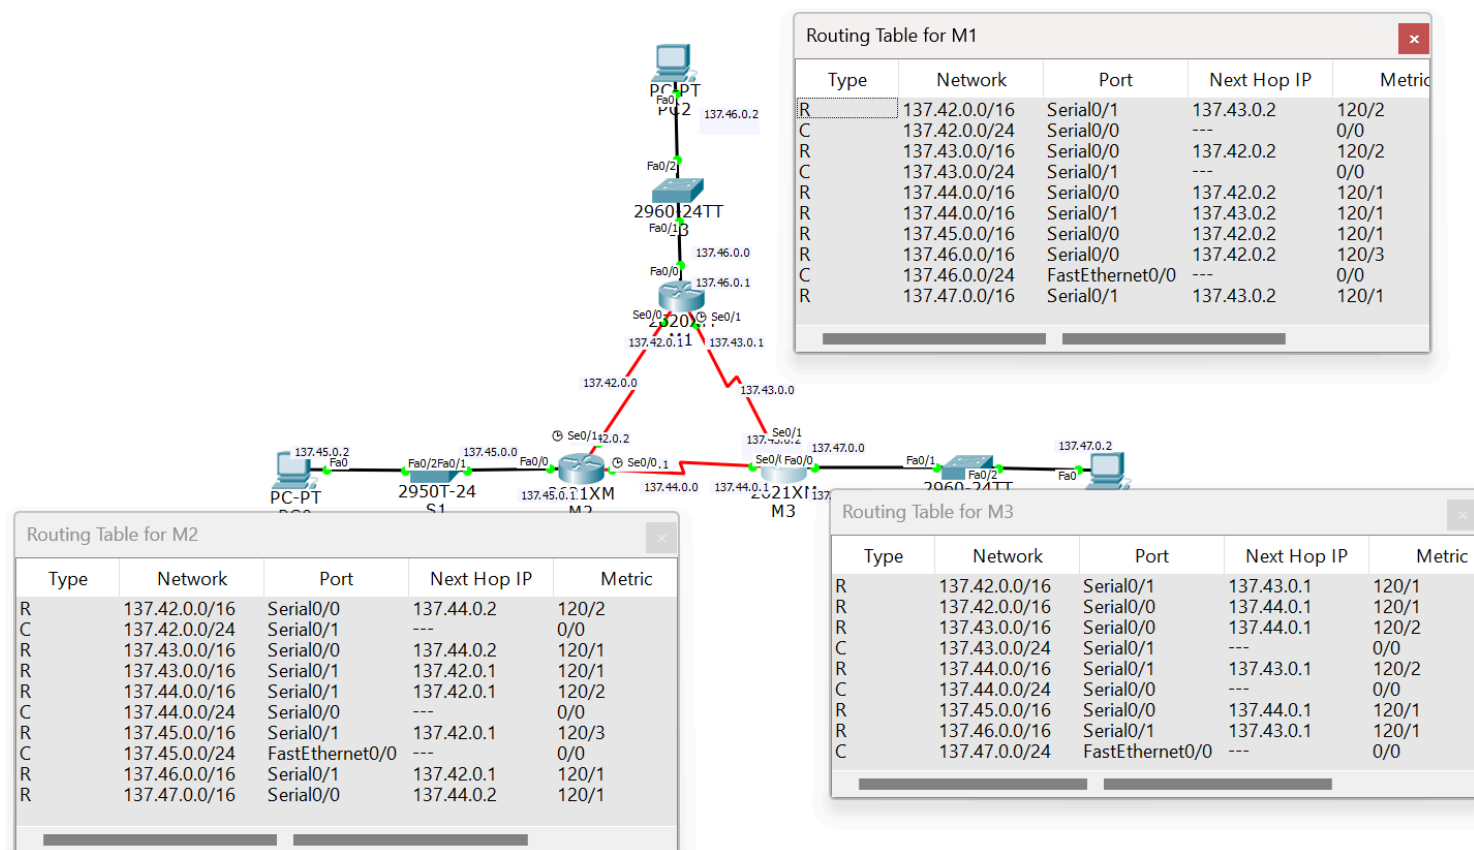 Routing Table for M1
Type Network Port Next Hop IP Metric
R 137.42.0.0/16 Serial0/1 137.43.0.2 120/2
C 137.42.0.0/24 Serial0/0 --- 0/0
R 137.43.0.0/16 Serial0/0 137.42.0.2 120/2
C 137.43.0.0/24 Serial0/1 --- 0/0
R 137.44.0.0/16 Serial0/0 137.42.0.2 120/1
R 137.44.0.0/16 Serial0/1 137.43.0.2 120/1
R 137.45.0.0/16 Serial0/0 137.42.0.2 120/1
R 137.46.0.0/16 Serial0/0 137.42.0.2 120/3
C 137.46.0.0/24 FastEthernet0/0 --- 0/0
R 137.47.0.0/16 Serial0/1 137.43.0.2 120/1
PC-PT
Fa0
PC2
137.46.0.2
Fa0/2
2960-24TT
Fa0/1
137.46.0.0
Fa0/0
137.46.0.1
Se0/0
Se0/1
M1
137.42.0.1
137.43.0.1
137.42.0.0
137.43.0.0
Se0/1
Se0/1
137.45.0.2
137.45.0.0
137.47.0.0
137.47.0.2
Fa0
Fa0/2
Fa0/1
Fa0/0
Se0/0
Fa0/0
Fa0/1
Fa0/2
Fa0
PC-PT
2950T-24
137.44.0.0
137.44.0.1
2960-24TT
S1
M2
M3
Routing Table for M2
Type Network Port Next Hop IP Metric
R 137.42.0.0/16 Serial0/0 137.44.0.2 120/2
C 137.42.0.0/24 Serial0/1 --- 0/0
R 137.43.0.0/16 Serial0/0 137.44.0.2 120/1
R 137.43.0.0/16 Serial0/1 137.42.0.1 120/1
R 137.44.0.0/16 Serial0/1 137.42.0.1 120/2
C 137.44.0.0/24 Serial0/0 --- 0/0
R 137.45.0.0/16 Serial0/1 137.42.0.1 120/3
C 137.45.0.0/24 FastEthernet0/0 --- 0/0
R 137.46.0.0/16 Serial0/1 137.42.0.1 120/1
R 137.47.0.0/16 Serial0/0 137.44.0.2 120/1
Routing Table for M3
Type Network Port Next Hop IP Metric
R 137.42.0.0/16 Serial0/1 137.43.0.1 120/1
R 137.42.0.0/16 Serial0/0 137.44.0.1 120/1
R 137.43.0.0/16 Serial0/0 137.44.0.1 120/2
C 137.43.0.0/24 Serial0/1 --- 0/0
R 137.44.0.0/16 Serial0/1 137.43.0.1 120/2
C 137.44.0.0/24 Serial0/0 --- 0/0
R 137.45.0.0/16 Serial0/0 137.44.0.1 120/1
R 137.46.0.0/16 Serial0/1 137.43.0.1 120/1
C 137.47.0.0/24 FastEthernet0/0 --- 0/0